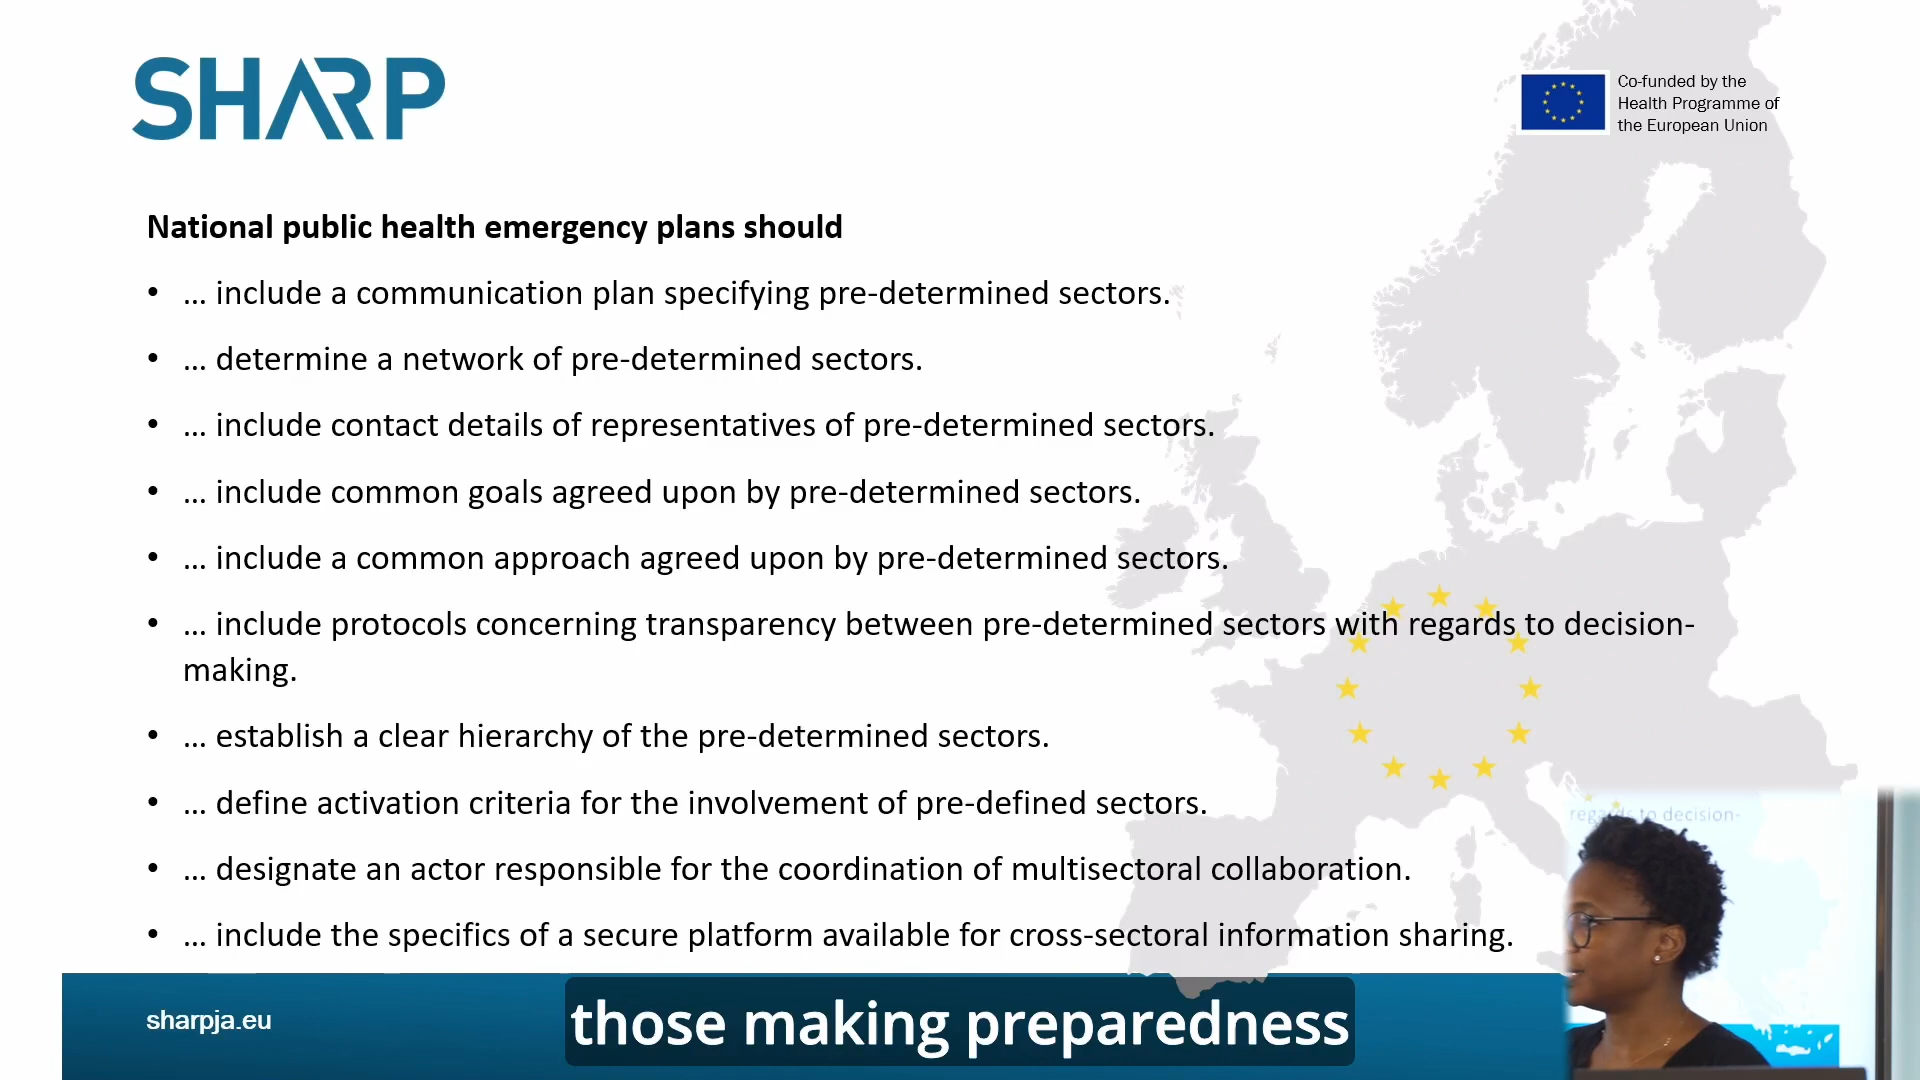 SHARP
Co-funded by the
Health Programme of
the European Union
National public health emergency plans should
• ... include a communication plan specifying pre-determined sectors.
• ... determine a network of pre-determined sectors.
• ... include contact details of representatives of pre-determined sectors.
• ... include common goals agreed upon by pre-determined sectors.
• ... include a common approach agreed upon by pre-determined sectors.
• ... include protocols concerning transparency between pre-determined sectors with regards to decision-
making.
• ... establish a clear hierarchy of the pre-determined sectors.
• ... define activation criteria for the involvement of pre-defined sectors.
• ... designate an actor responsible for the coordination of multisectoral collaboration.
• ... include the specifics of a secure platform available for cross-sectoral information sharing.
regards to decision-
sharpja.eu
those making preparedness